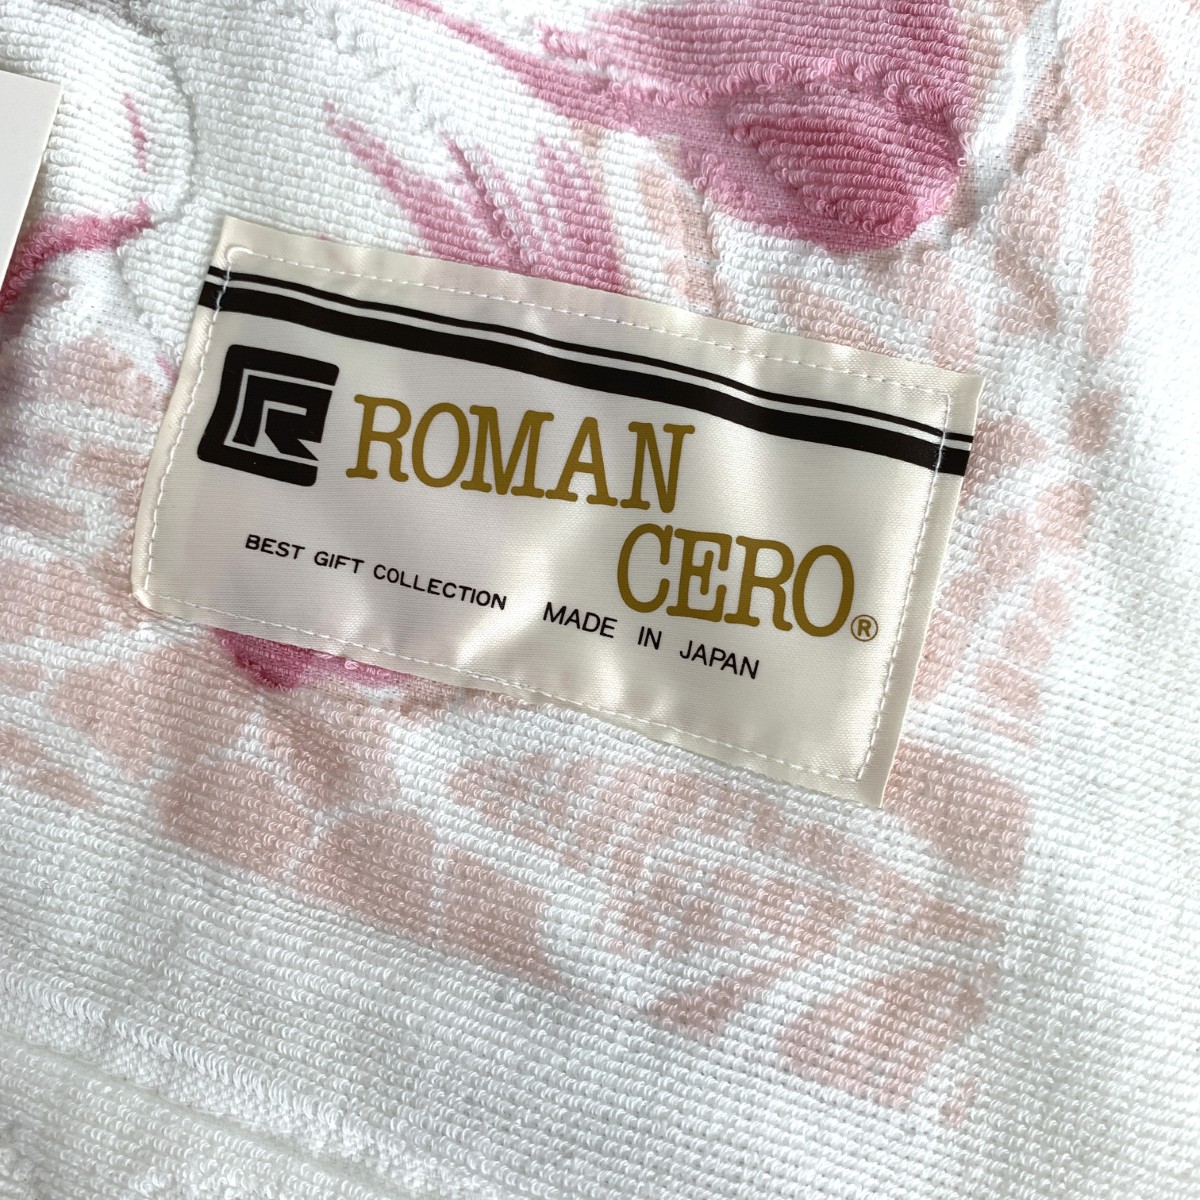 R ROMAN
CERO®
BEST GIFT COLLECTION MADE IN JAPAN